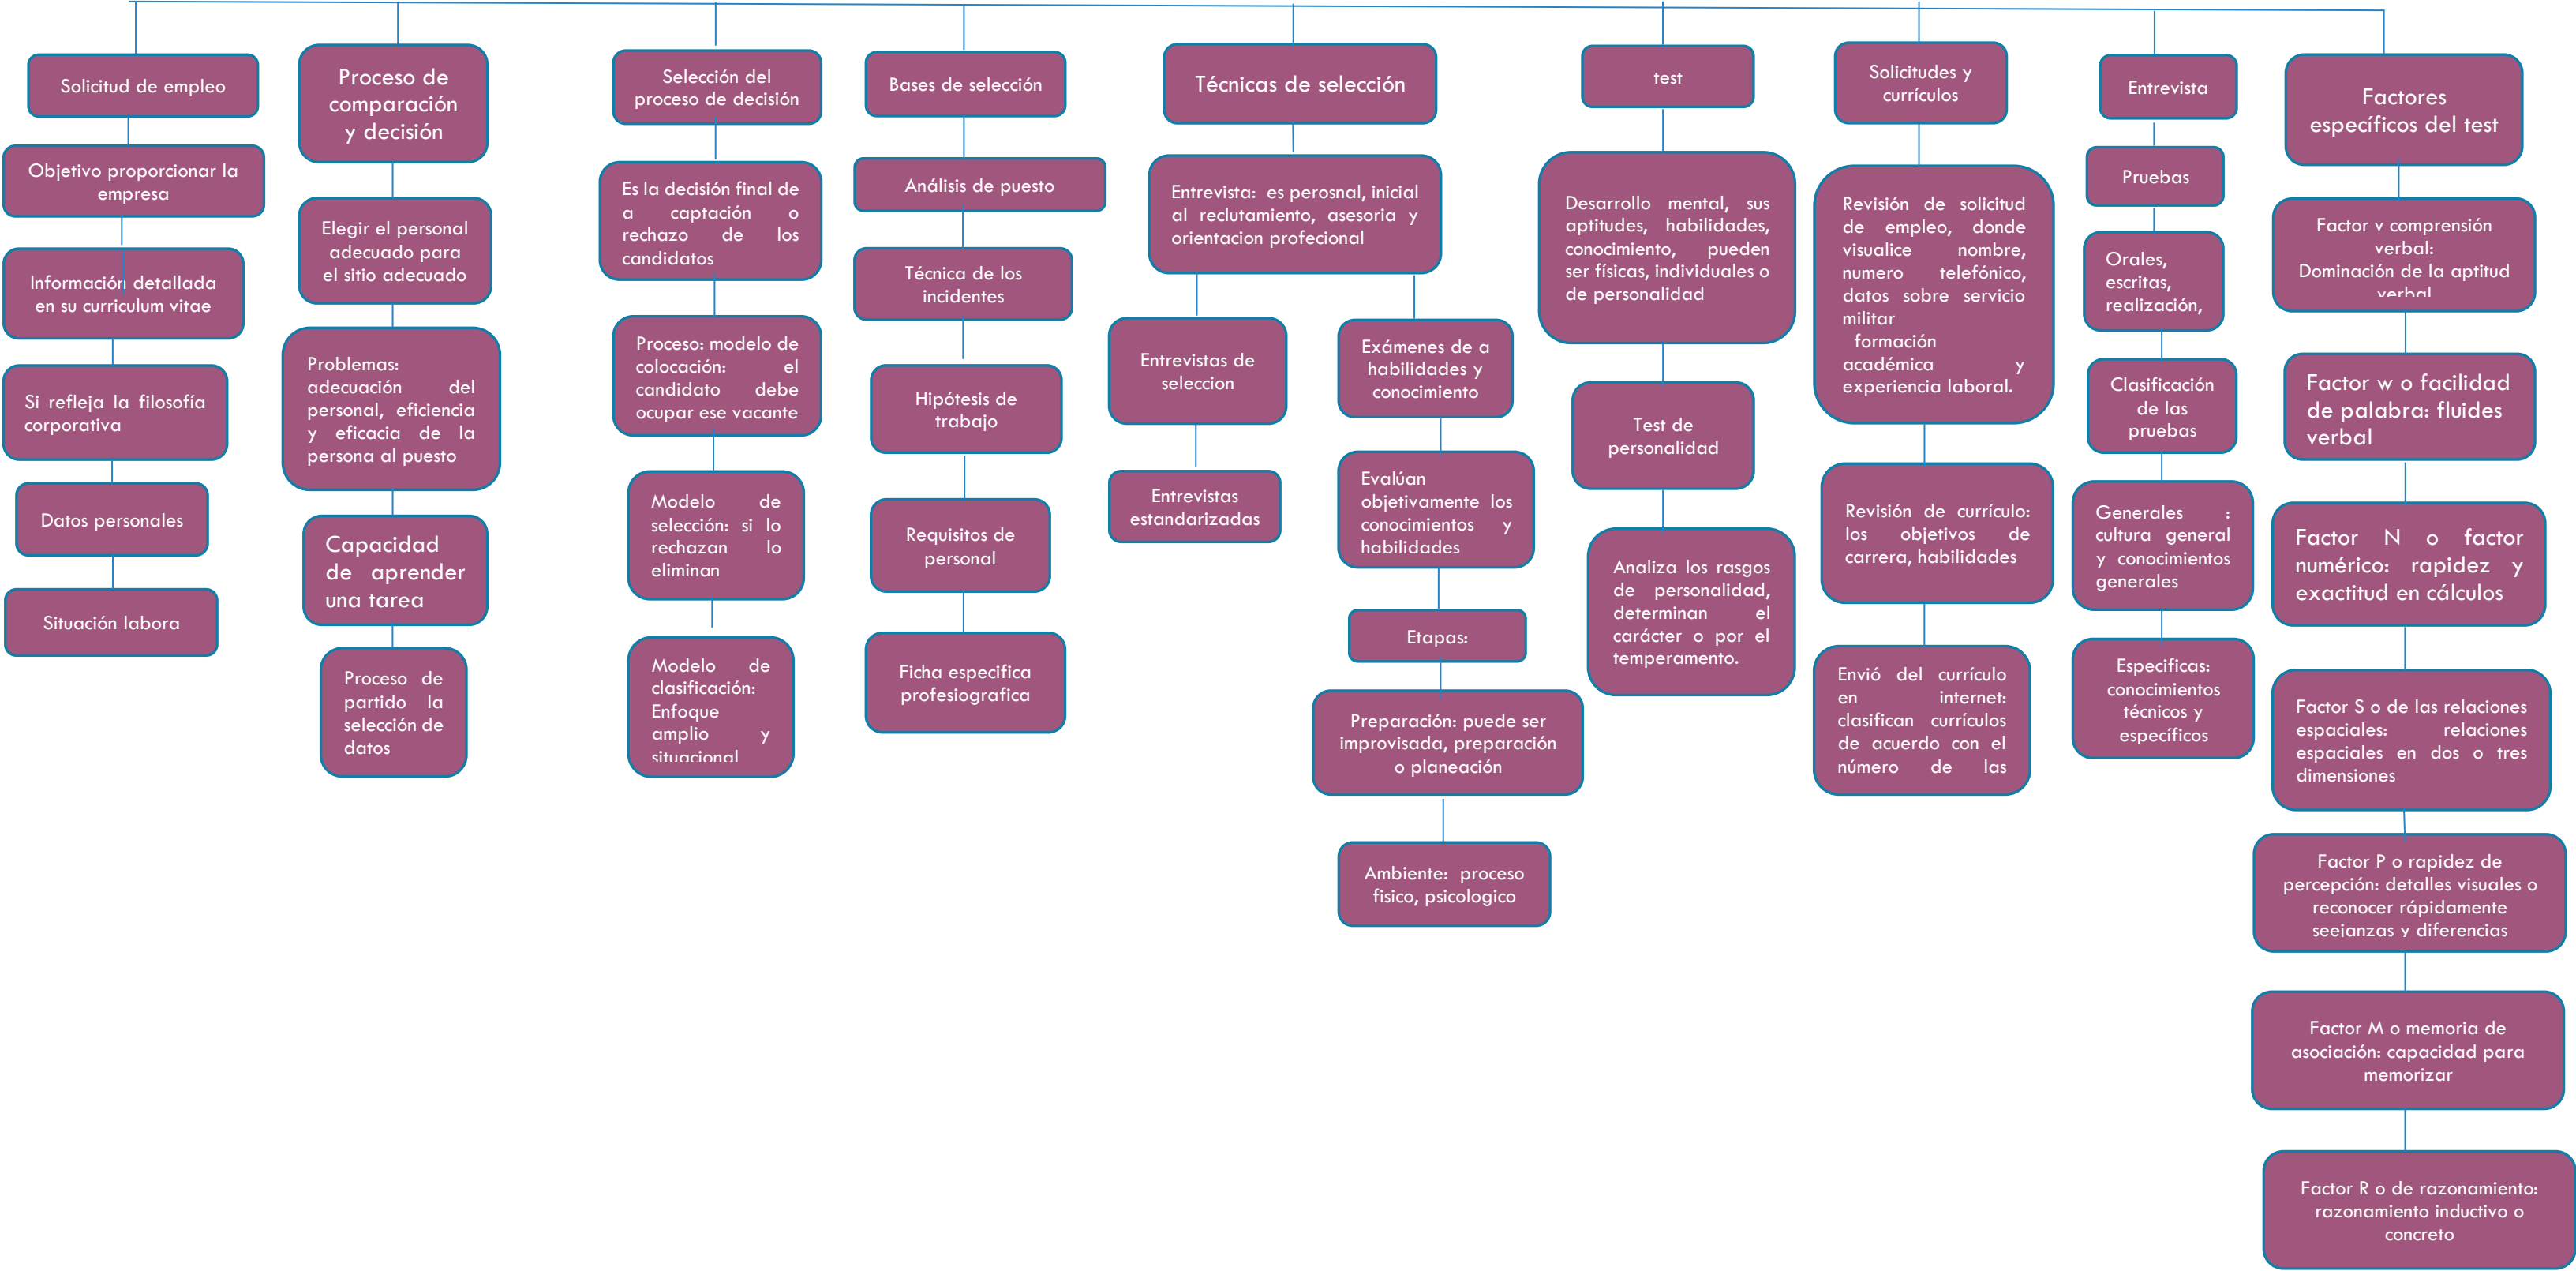 Solicitud de empleo
Objetivo proporcionar la
empresa
Información detallada
en su curriculum vitae
Si refleja la filosofía
corporativa
Datos personales
Situación labora
Proceso de
comparación
y decisión
Elegir el personal
adecuado para
el sitio adecuado
Problemas:
adecuación del
personal, eficiencia
y eficacia de la
persona al puesto
Capacidad
de aprender
una tarea
Proceso de
partido la
selección de
datos
Selección del
proceso de decisión
Es la decisión final de
a captación o
rechazo de los
candidatos
Proceso: modelo de
colocación: el
candidato debe
ocupar ese vacante
Modelo de
selección: si lo
rechazan lo
eliminan
Modelo de
clasificación:
Enfoque
amplio y
situacional
Bases de selección
Análisis de puesto
Técnica de los
incidentes
Hipótesis de
trabajo
Requisitos de
personal
Ficha especifica
profesiografica
Técnicas de selección
Entrevista: es perosnal, inicial
al reclutamiento, asesoria y
orientacion profecional
Entrevistas de
seleccion
Entrevistas
estandarizadas
Exámenes de a
habilidades y
conocimiento
Evalúan
objetivamente los
conocimientos y
habilidades
Etapas:
Preparación: puede ser
improvisada, preparación
o planeación
Ambiente: proceso
fisico, psicologico
test
Desarrollo mental, sus
aptitudes, habilidades,
conocimiento, pueden
ser físicas, individuales o
de personalidad
Test de
personalidad
Analiza los rasgos
de personalidad,
determinan el
carácter o por el
temperamento.
Solicitudes y
currículos
Revisión de solicitud
de empleo, donde
visualice nombre,
numero telefónico,
datos sobre servicio
militar
formación
académica y
experiencia laboral.
Revisión de currículo:
los objetivos de
carrera, habilidades
Envió del currículo
en internet:
clasifican currículos
de acuerdo con el
número de las
Entrevista
Pruebas
Orales,
escritas,
realización,
Clasificación
de las
pruebas
Generales :
cultura general
y conocimientos
generales
Especificas:
conocimientos
técnicos y
específicos
Factores
específicos del test
Factor v comprensión
verbal:
Dominación de la aptitud
verbal
Factor w o facilidad
de palabra: fluides
verbal
Factor N o factor
numérico: rapidez y
exactitud en cálculos
Factor S o de las relaciones
espaciales: relaciones
espaciales en dos o tres
dimensiones
Factor P o rapidez de
percepción: detalles visuales o
reconocer rápidamente
seejanzas y diferencias
Factor M o memoria de
asociación: capacidad para
memorizar
Factor R o de razonamiento:
razonamiento inductivo o
concreto